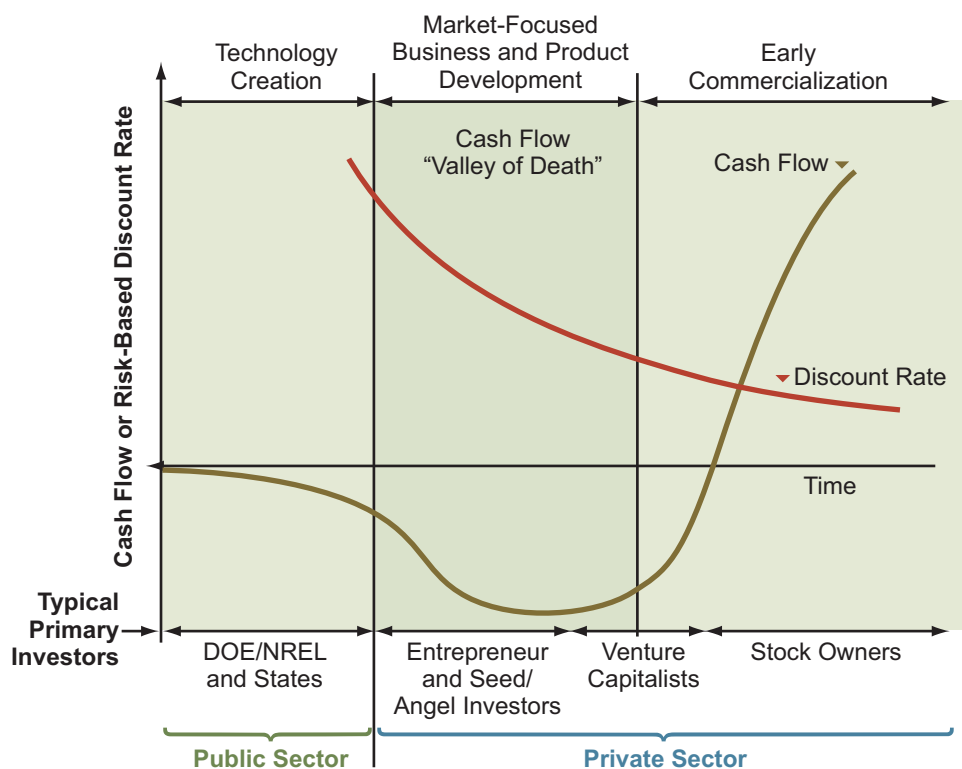 Technology
Creation
Market-Focused
Business and Product
Development
Early
Commercialization
Cash Flow or Risk-Based Discount Rate
Cash Flow
“Valley of Death”
Cash Flow
Discount Rate
Time
Typical
Primary
Investors
DOE/NREL
and States
Entrepreneur
and Seed/
Angel Investors
Venture
Capitalists
Stock Owners
Public Sector
Private Sector